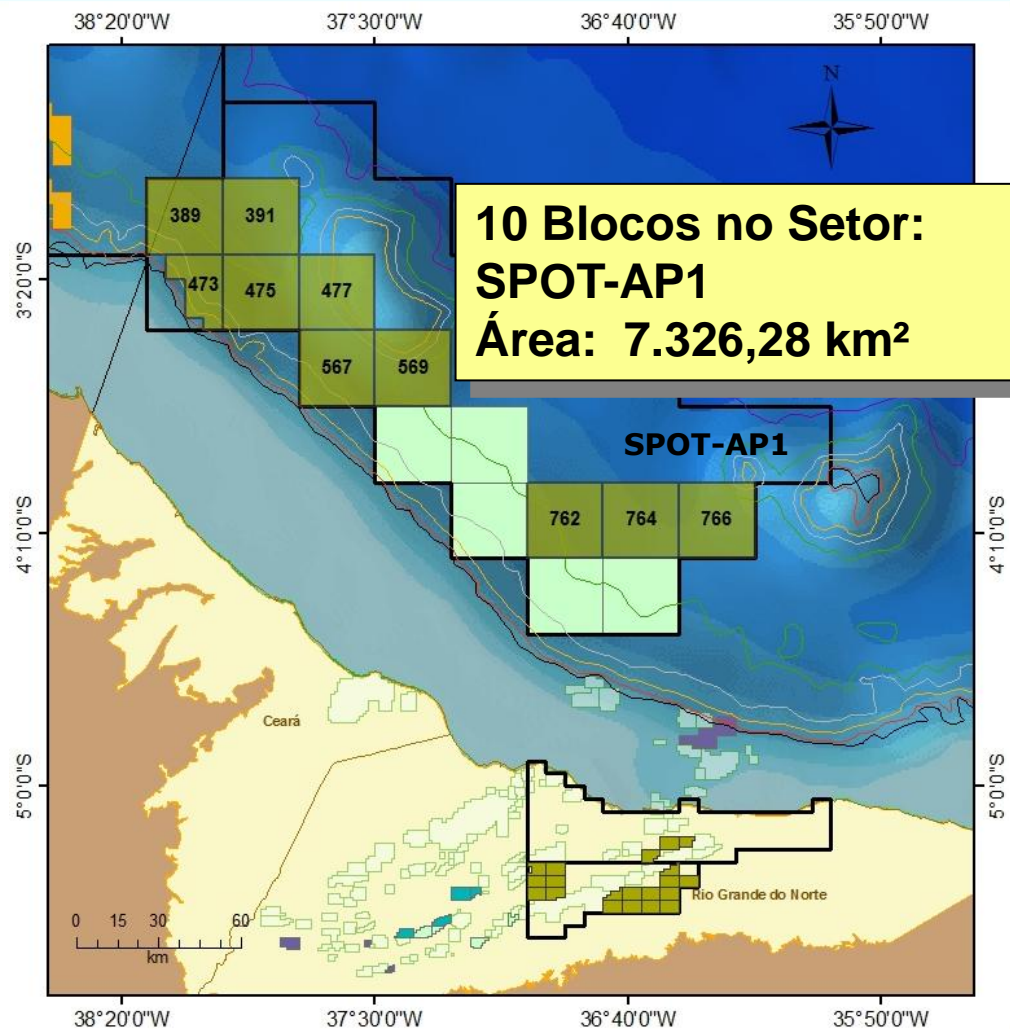 38°20'0"W 37°30'0"W 36°40'0"W 35°50'0"W
N
389 391
10 Blocos no Setor:
SPOT-AP1
Área: 7.326,28 km²
3°20'0"S
473 475 477
567 569
SPOT-AP1
762 764 766
4°10'0"S 4°10'0"S
Ceará
5°0'0"S 5°0'0"S
Rio Grande do Norte
0 15 30 60
km
38°20'0"W 37°30'0"W 36°40'0"W 35°50'0"W